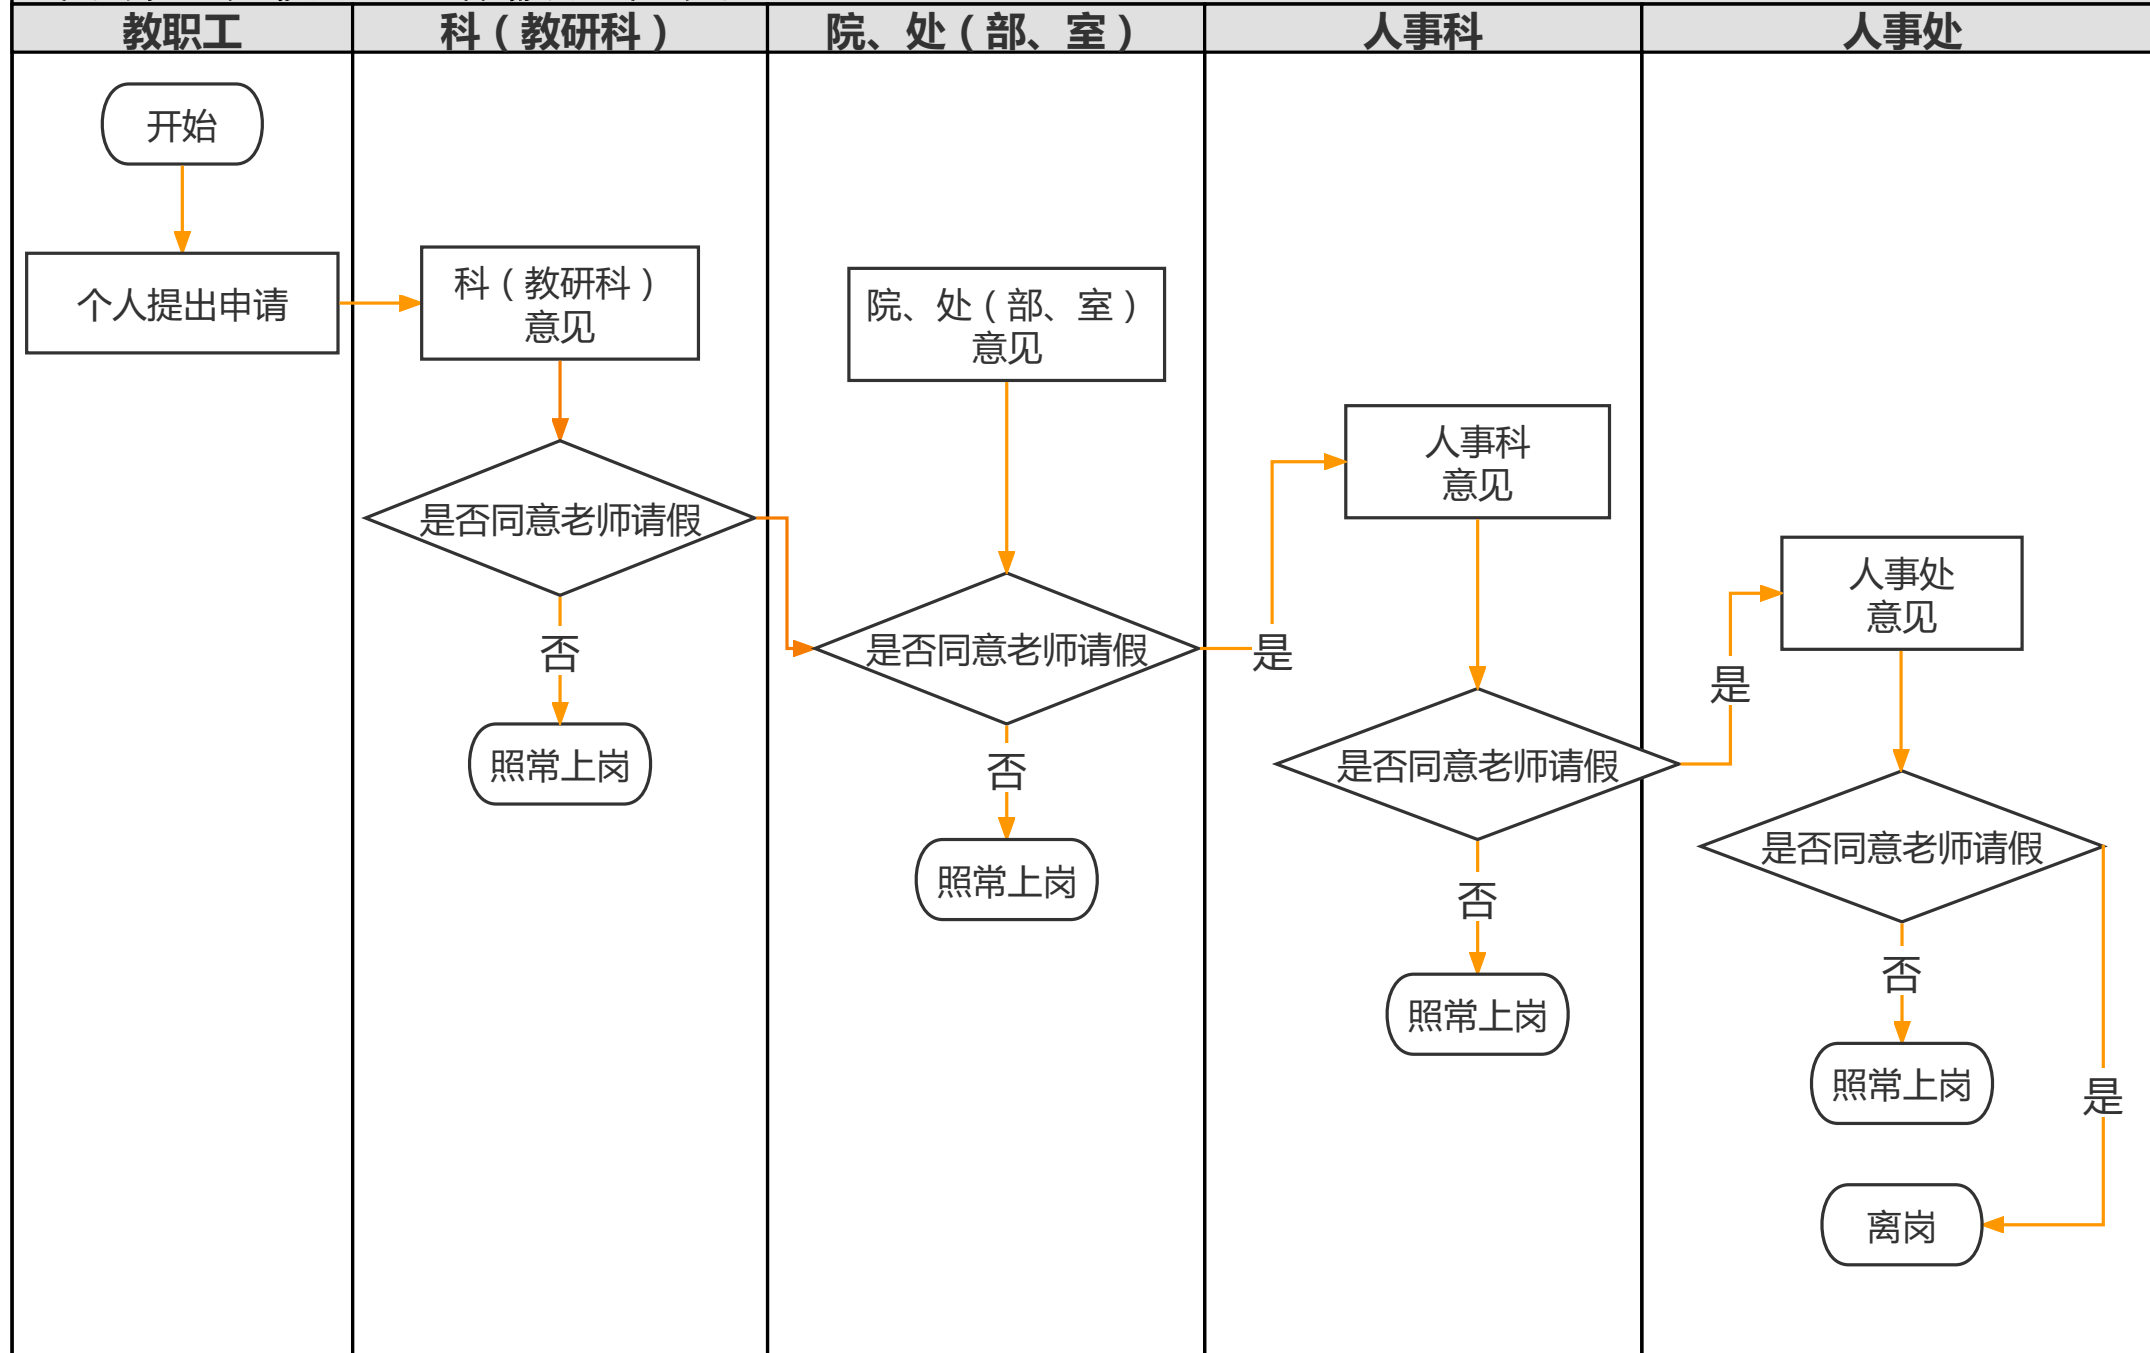 教职工
科（教研科）
院、处（部、室）
人事科
人事处
开始
个人提出申请
科（教研科）
意见
是否同意老师请假
否
照常上岗
院、处（部、室）
意见
是否同意老师请假
是
否
照常上岗
人事科
意见
是否同意老师请假
是
否
照常上岗
人事处
意见
是否同意老师请假
否
照常上岗
是
离岗